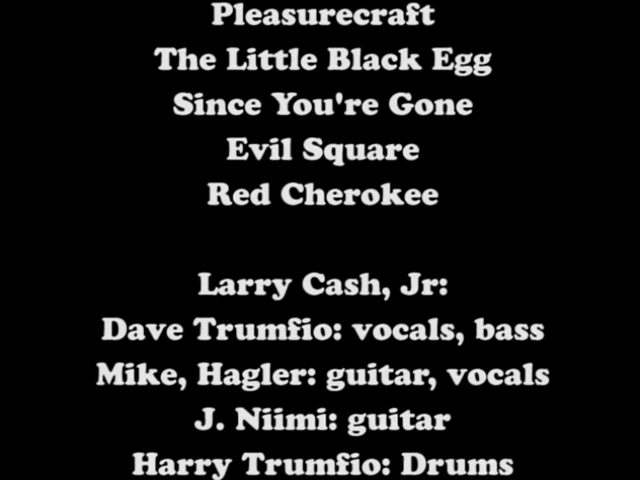 Pleasurecraft
The Little Black Egg
Since You're Gone
Evil Square
Red Cherokee
Larry Cash, Jr:
Dave Trumfio: vocals, bass
Mike, Hagler: guitar, vocals
J. Niimi: guitar
Harry Trumfio: Drums